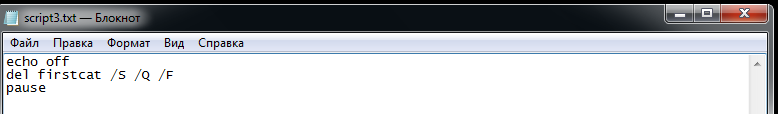 script3.txt — Блокнот
Файл Правка Формат Вид Справка
echo off
del firstcat /S /Q /F
pause